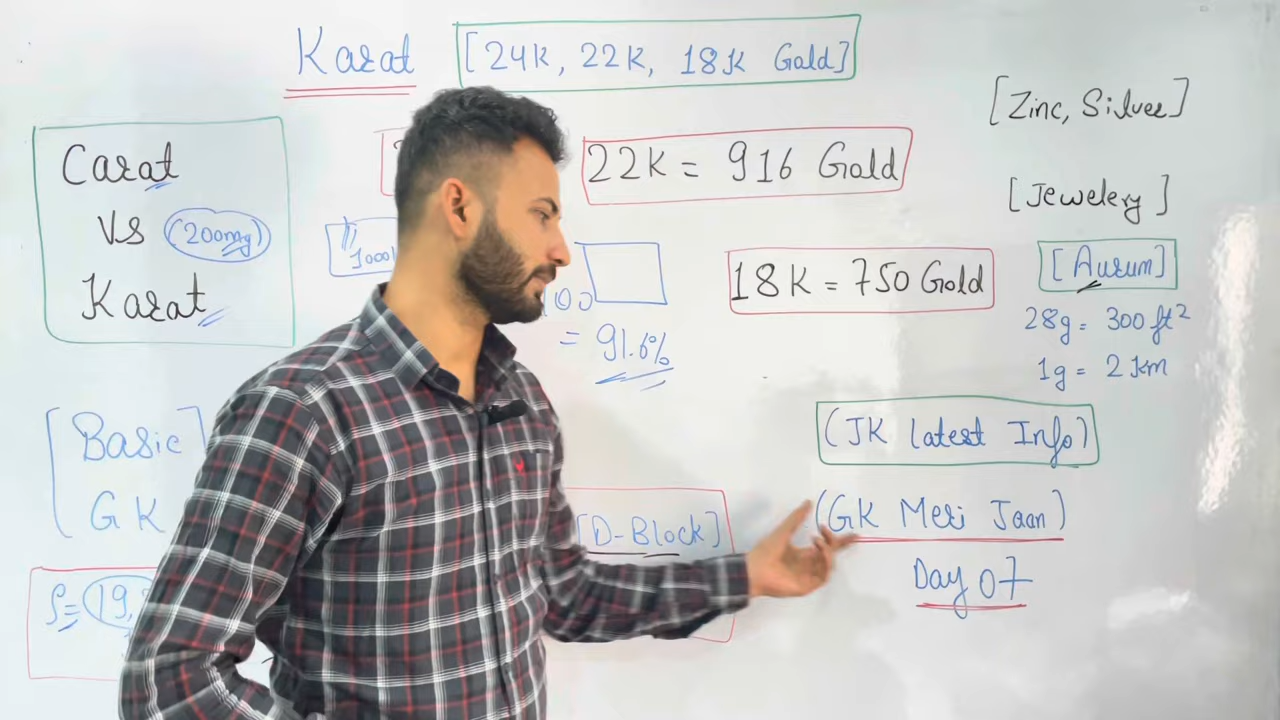 Karat [24K, 22K, 18K Gold]
[Zinc, Silver]
Carat
VS (200mg)
Karat
22K = 916 Gold
[Jewelery]
1000
100
= 91.6%
18K = 750 Gold
[Aurum]
28g = 300 ft²
1g = 2 km
[Basic]
GK
(JK latest Info)
(GK Meri Jaan)
Day 07
[D-Block]
ρ = 19.